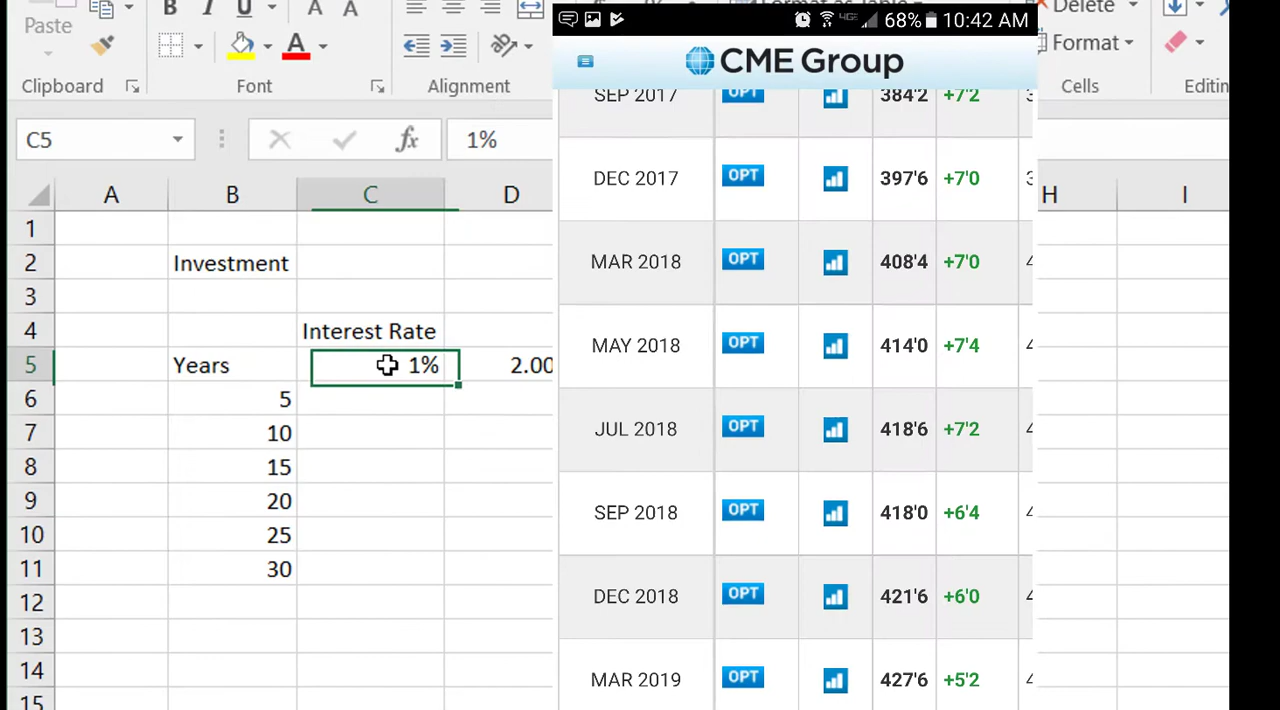 Paste
B I U A A
A
Clipboard
Font
Alignment
Delete
Format
Cells
C5
fx
1%
A B C D H I
1
2 Investment
3
4 Interest Rate
5 Years 1% 2.00
6 5
7 10
8 15
9 20
10 25
11 30
12
13
14
15
68% 10:42 AM
CME Group
SEP 2017 OPT 384'2 +7'2
DEC 2017 OPT 397'6 +7'0
MAR 2018 OPT 408'4 +7'0
MAY 2018 OPT 414'0 +7'4
JUL 2018 OPT 418'6 +7'2
SEP 2018 OPT 418'0 +6'4
DEC 2018 OPT 421'6 +6'0
MAR 2019 OPT 427'6 +5'2